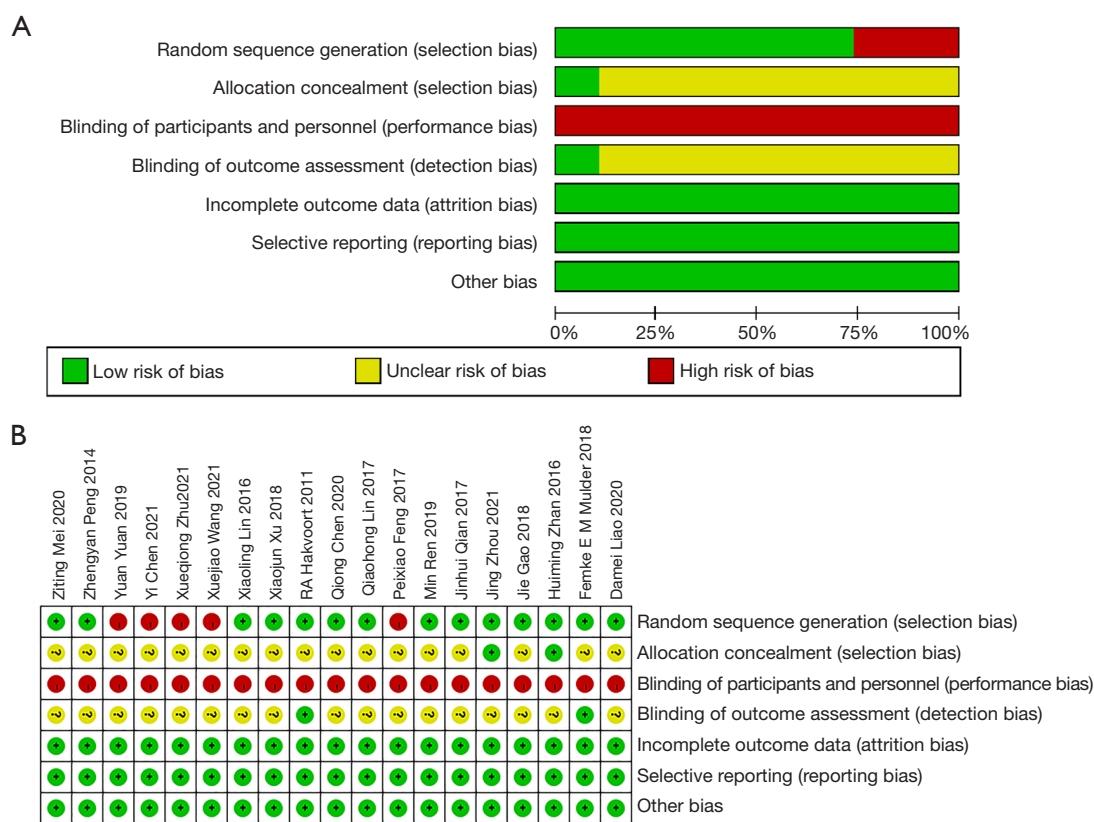 A
Random sequence generation (selection bias)
Allocation concealment (selection bias)
Blinding of participants and personnel (performance bias)
Blinding of outcome assessment (detection bias)
Incomplete outcome data (attrition bias)
Selective reporting (reporting bias)
Other bias
0% 25% 50% 75% 100%
Low risk of bias Unclear risk of bias High risk of bias
B
Ziting Mei 2020
Zhengyan Peng 2014
Yuan Yuan 2019
Yi Chen 2021
Xueqiong Zhu2021
Xuejiao Wang 2021
Xiaoling Lin 2016
Xiaojun Xu 2018
RA Hakvoort 2011
Qiong Chen 2020
Qiaohong Lin 2017
Peixiao Feng 2017
Min Ren 2019
Jinhui Qian 2017
Jing Zhou 2021
Jie Gao 2018
Huiming Zhan 2016
Femke E M Mulder 2018
Damei Liao 2020
+ + – – – – + + + + + – + + + + + + + Random sequence generation (selection bias)
? ? ? ? ? ? ? ? ? ? ? ? ? ? + ? + ? ? Allocation concealment (selection bias)
– – – – – – – – – – – – – – – – – – – Blinding of participants and personnel (performance bias)
? ? ? ? ? ? ? ? + ? ? ? ? ? ? ? ? + ? Blinding of outcome assessment (detection bias)
+ + + + + + + + + + + + + + + + + + + Incomplete outcome data (attrition bias)
+ + + + + + + + + + + + + + + + + + + Selective reporting (reporting bias)
+ + + + + + + + + + + + + + + + + + + Other bias